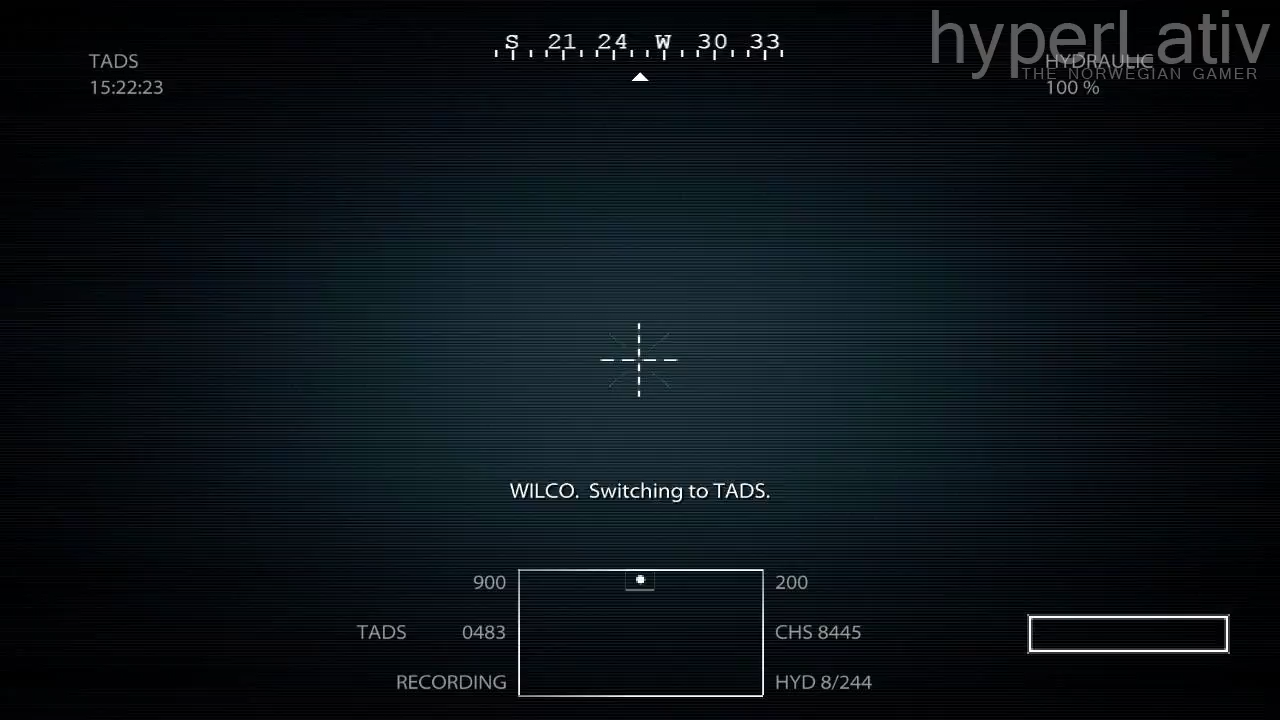 hyperLativ
THE NORWEGIAN GAMER
S 21 24 W 30 33
TADS
15:22:23
HYDRAULIC
100 %
WILCO. Switching to TADS.
900
200
TADS 0483
CHS 8445
RECORDING
HYD 8/244